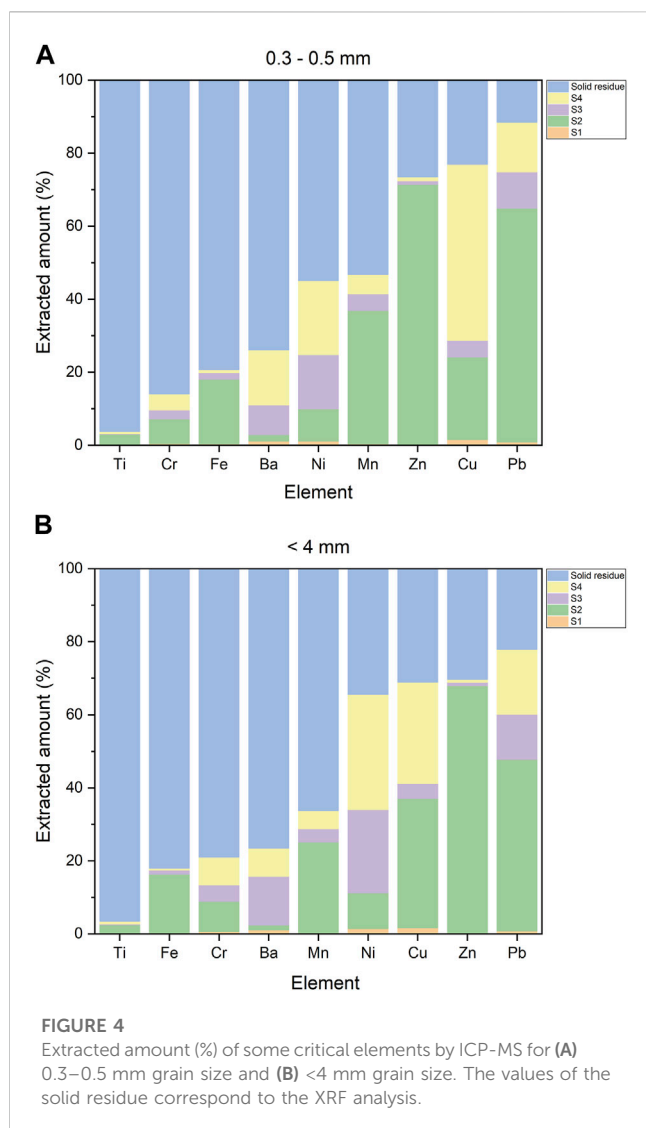 A
0.3 - 0.5 mm
100
80
60
40
20
0
Extracted amount (%)
Solid residue
S4
S3
S2
S1
Ti Cr Fe Ba Ni Mn Zn Cu Pb
Element
B
< 4 mm
100
80
60
40
20
0
Extracted amount (%)
Solid residue
S4
S3
S2
S1
Ti Fe Cr Ba Mn Ni Cu Zn Pb
Element
FIGURE 4
Extracted amount (%) of some critical elements by ICP-MS for (A)
0.3–0.5 mm grain size and (B) <4 mm grain size. The values of the
solid residue correspond to the XRF analysis.